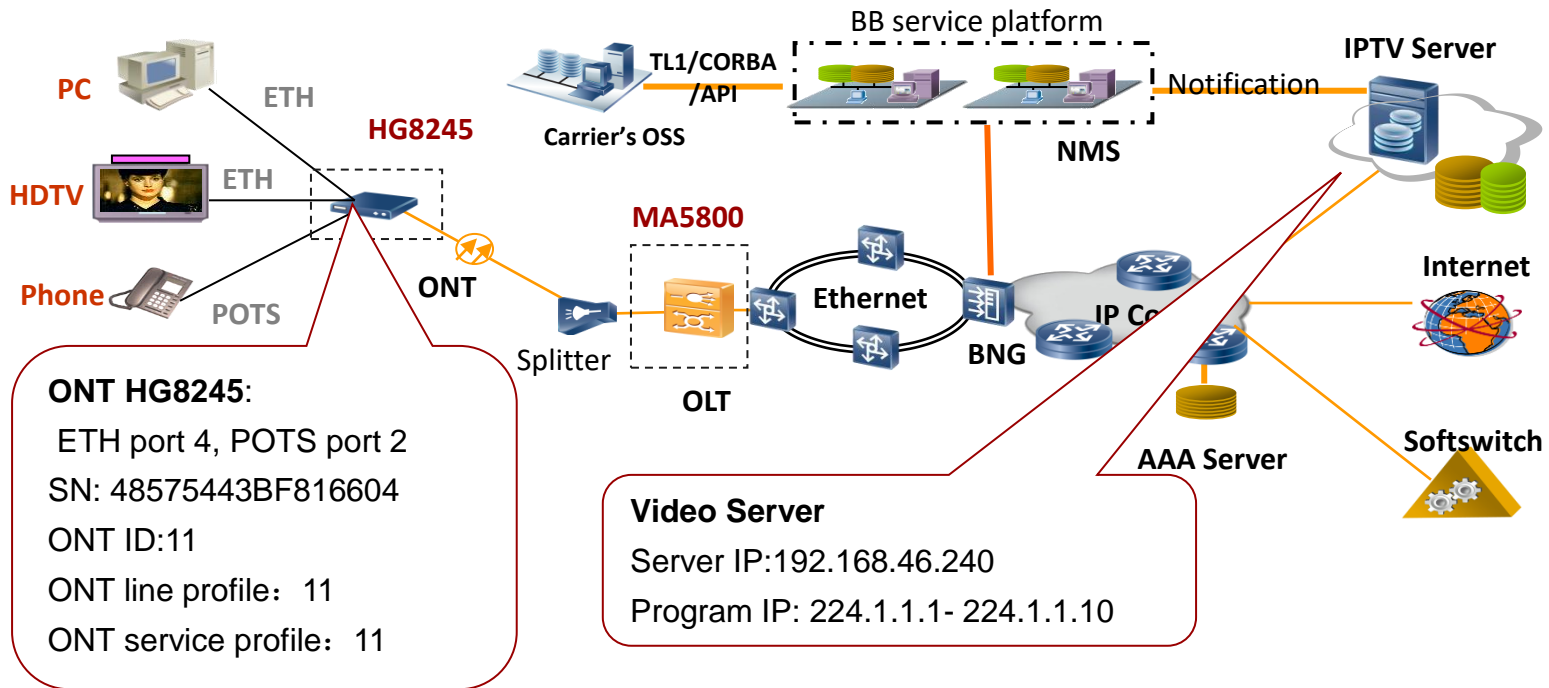 BB service platform
IPTV Server
TL1/CORBA
/API
Notification
PC
ETH
HG8245
Carrier's OSS
NMS
HDTV
ETH
MA5800
Phone
POTS
ONT
Ethernet
IP Co
Internet
Splitter
BNG
OLT
AAA Server
Softswitch
ONT HG8245:
ETH port 4, POTS port 2
SN: 48575443BF816604
ONT ID:11
ONT line profile：11
ONT service profile：11
Video Server
Server IP:192.168.46.240
Program IP: 224.1.1.1- 224.1.1.10